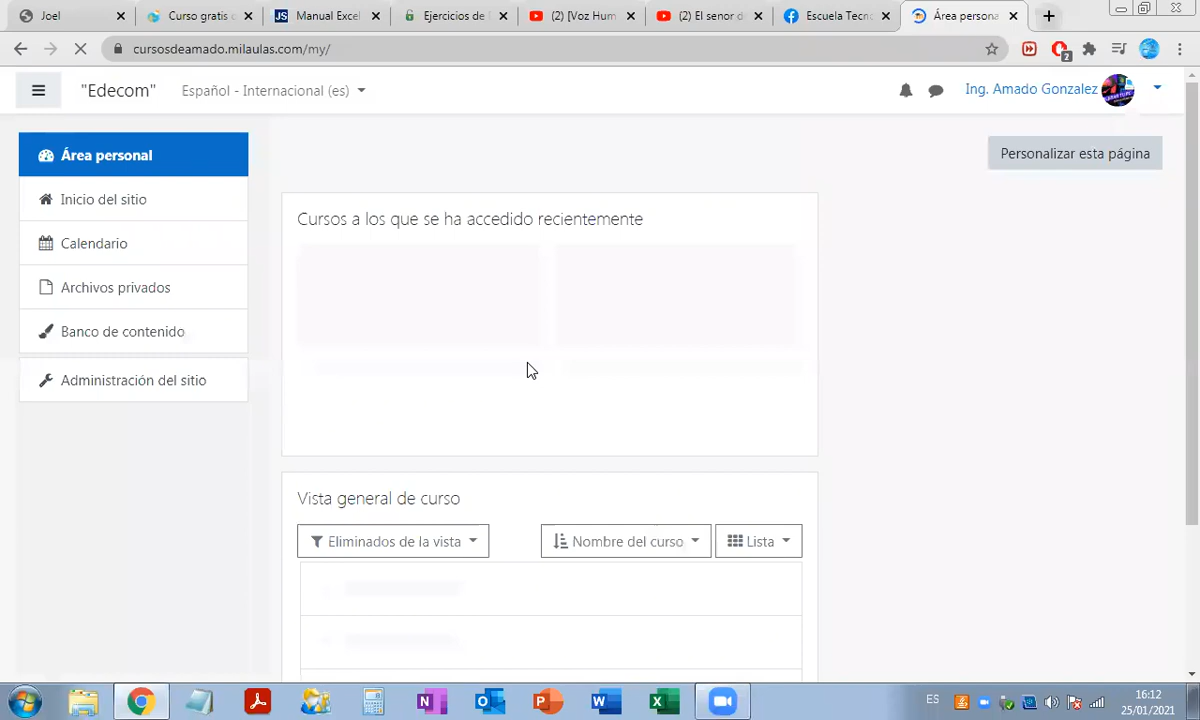 Joel
Curso gratis
Manual Excel
Ejercicios de
(2) [Voz Hum
(2) El senor d
Escuela Tecn
Área persona
cursosdeamado.milaulas.com/my/
2
"Edecom"
Español - Internacional (es)
Ing. Amado Gonzalez
Área personal
Inicio del sitio
Calendario
Archivos privados
Banco de contenido
Administración del sitio
Personalizar esta página
Cursos a los que se ha accedido recientemente
Vista general de curso
Eliminados de la vista
Nombre del curso
Lista
ES
16:12
25/01/2021